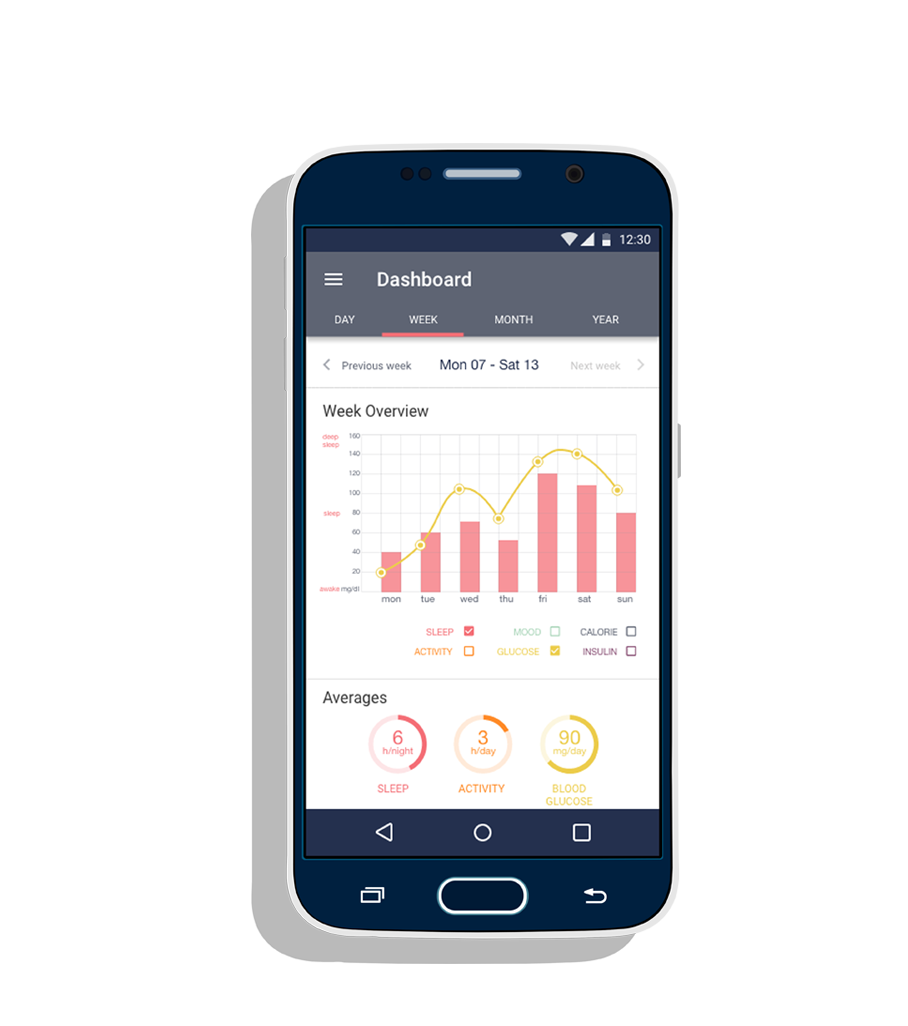 12:30
Dashboard
DAY WEEK MONTH YEAR
Previous week Mon 07 - Sat 13 Next week
Week Overview
deep
sleep
160
140
120
100
sleep 80
60
40
20
awake mg/dl
mon tue wed thu fri sat sun
SLEEP MOOD CALORIE
ACTIVITY GLUCOSE INSULIN
Averages
6 3 90
h/night h/day mg/day
SLEEP ACTIVITY BLOOD
GLUCOSE